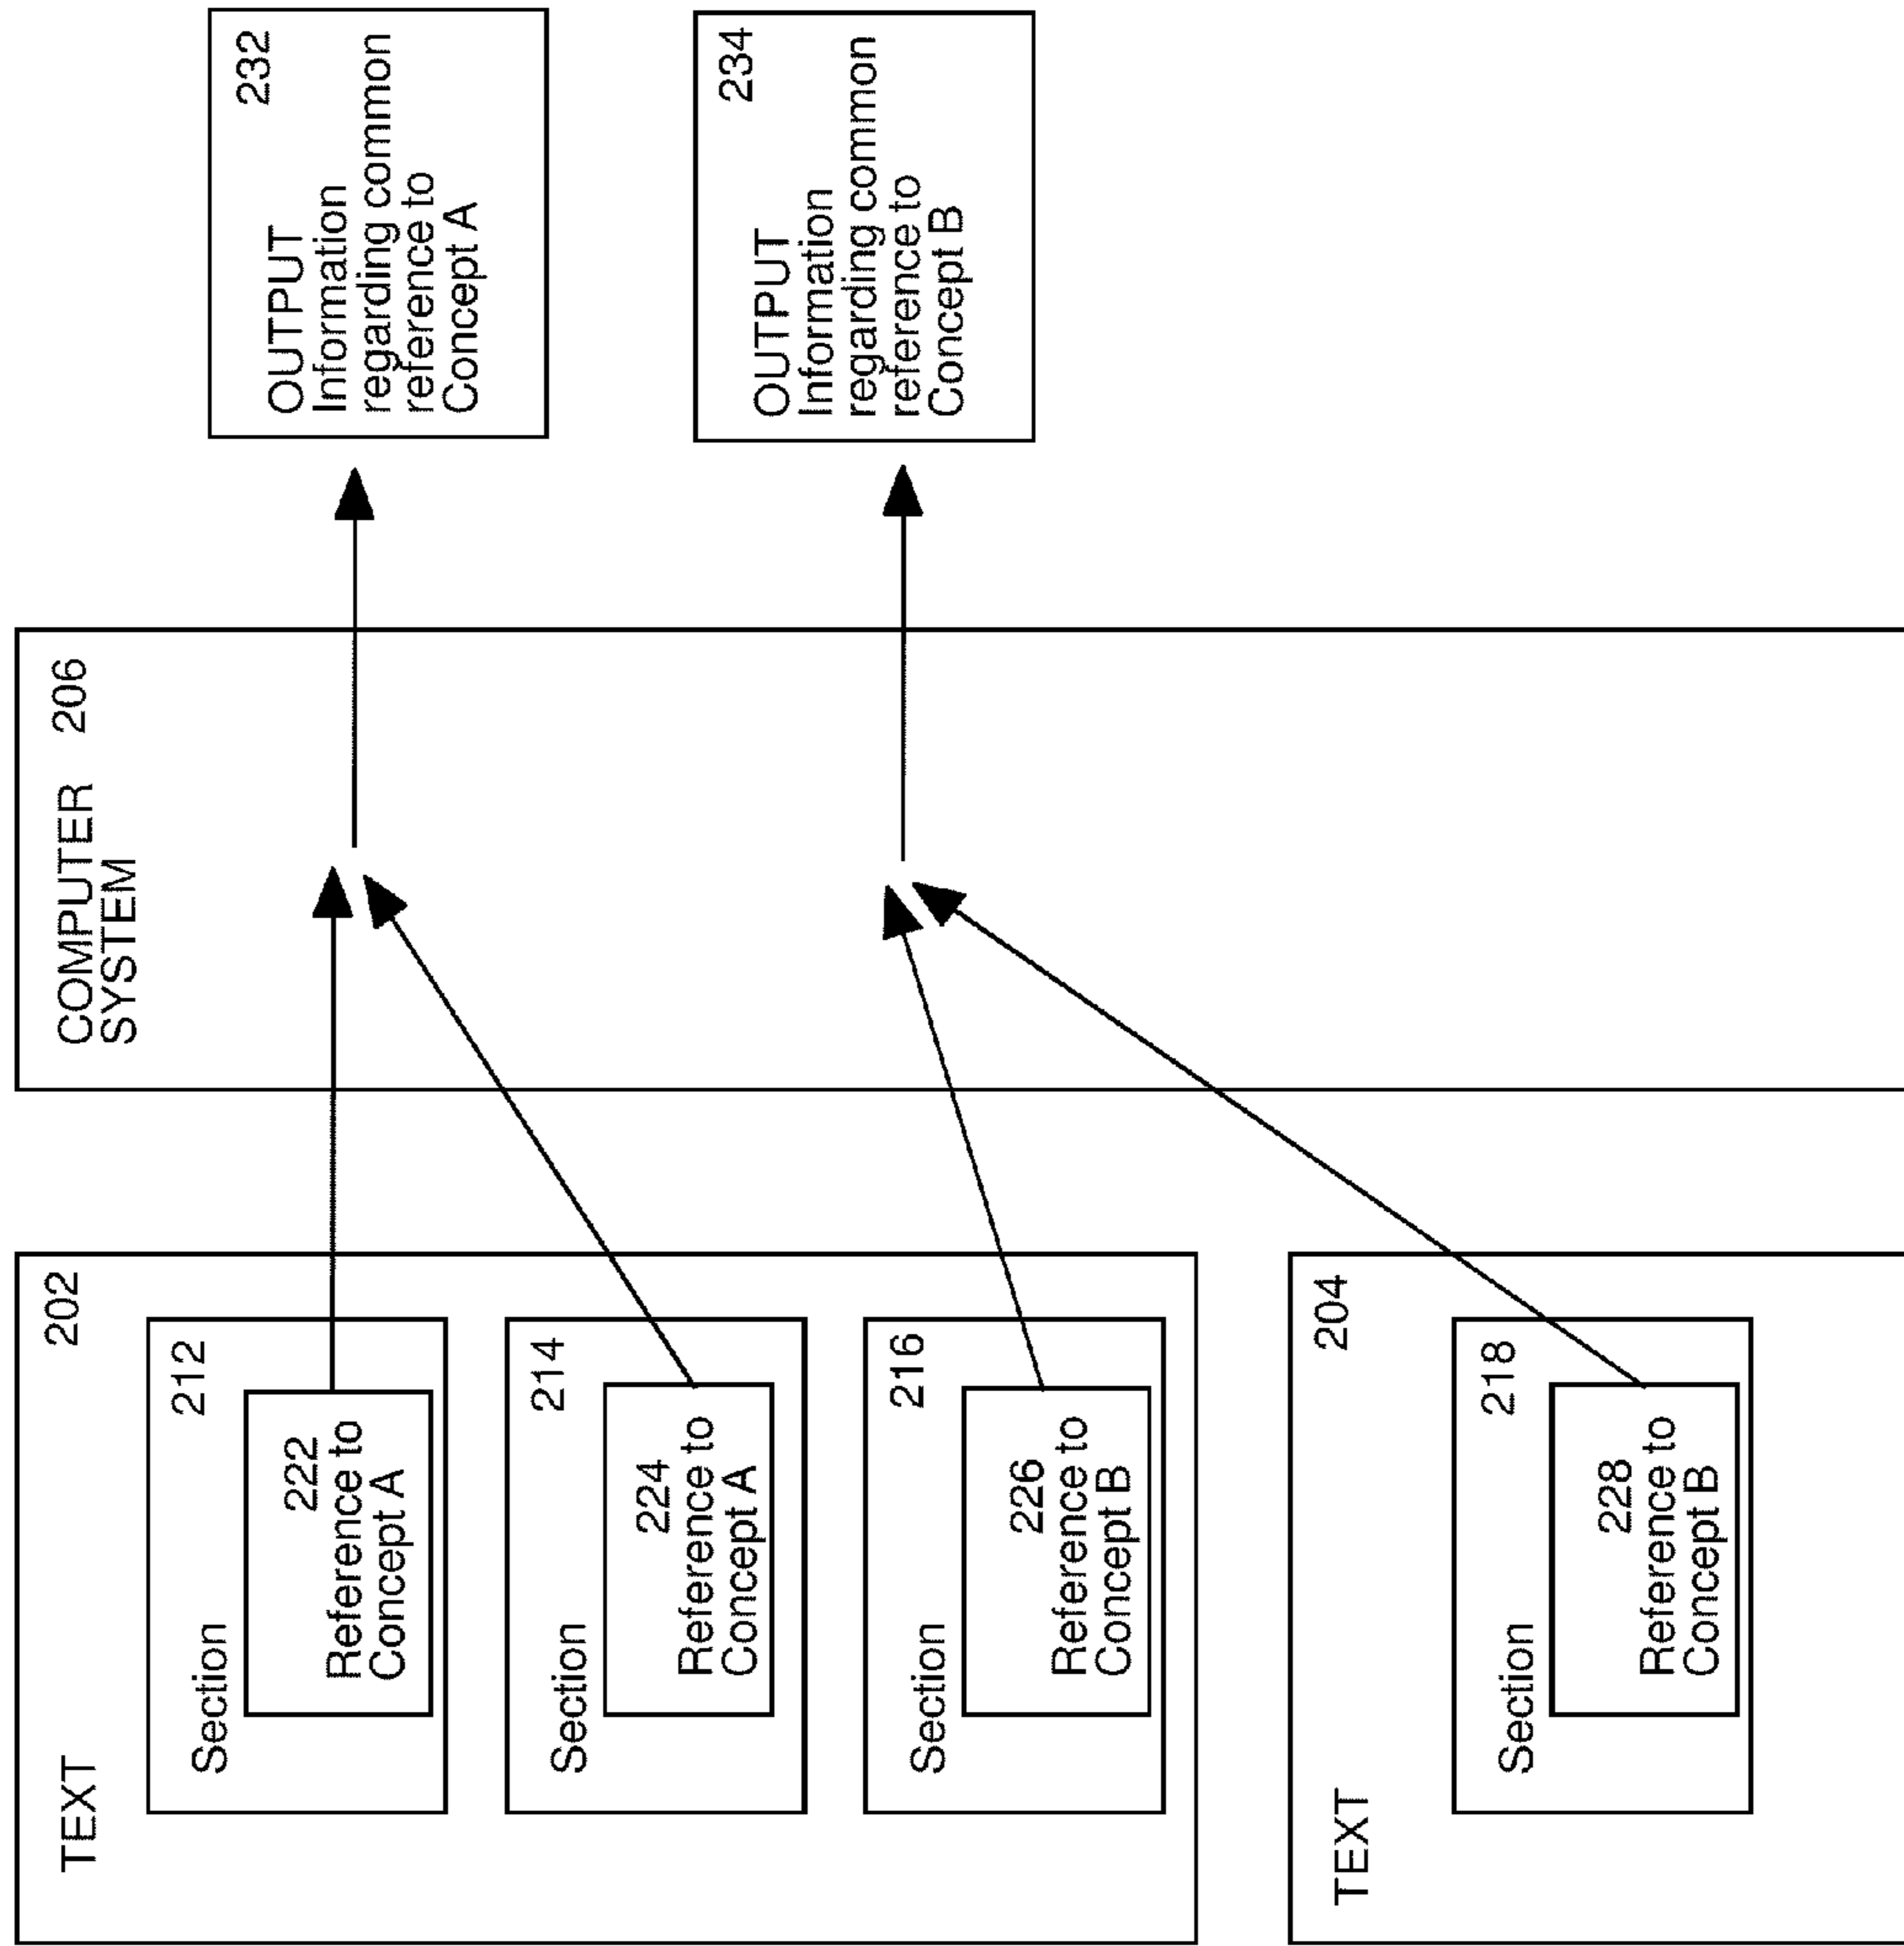 TEXT 202
Section 212
222
Reference to
Concept A
Section 214
224
Reference to
Concept A
Section 216
226
Reference to
Concept B
TEXT 204
Section 218
228
Reference to
Concept B
COMPUTER 206
SYSTEM
232
OUTPUT
Information
regarding common
reference to
Concept A
234
OUTPUT
Information
regarding common
reference to
Concept B